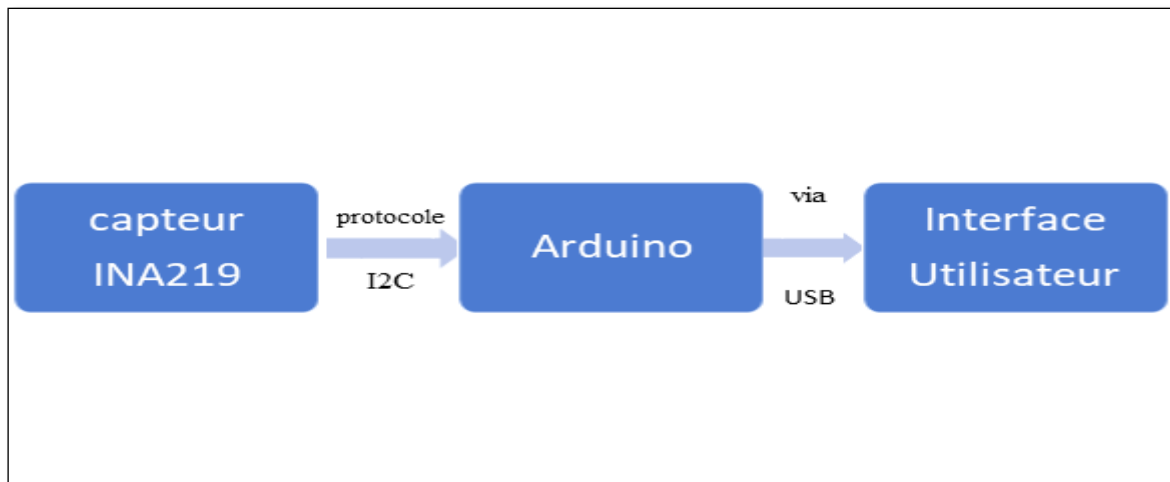 capteur
INA219
protocole
I2C
Arduino
via
USB
Interface
Utilisateur